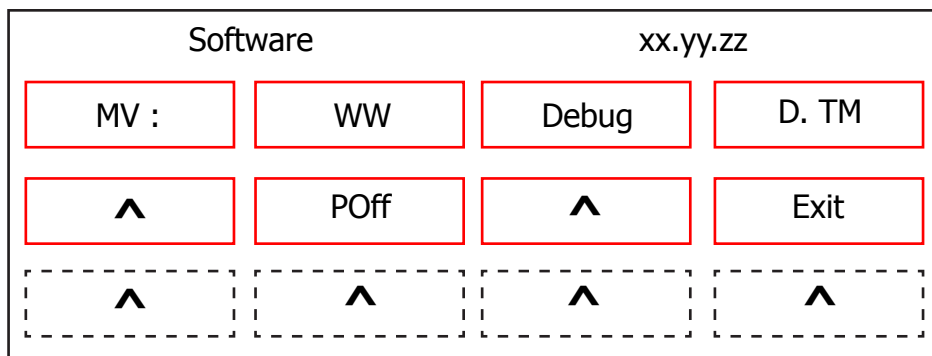 Software xx.yy.zz
MV : WW Debug D. TM
^ POff ^ Exit
^ ^ ^ ^